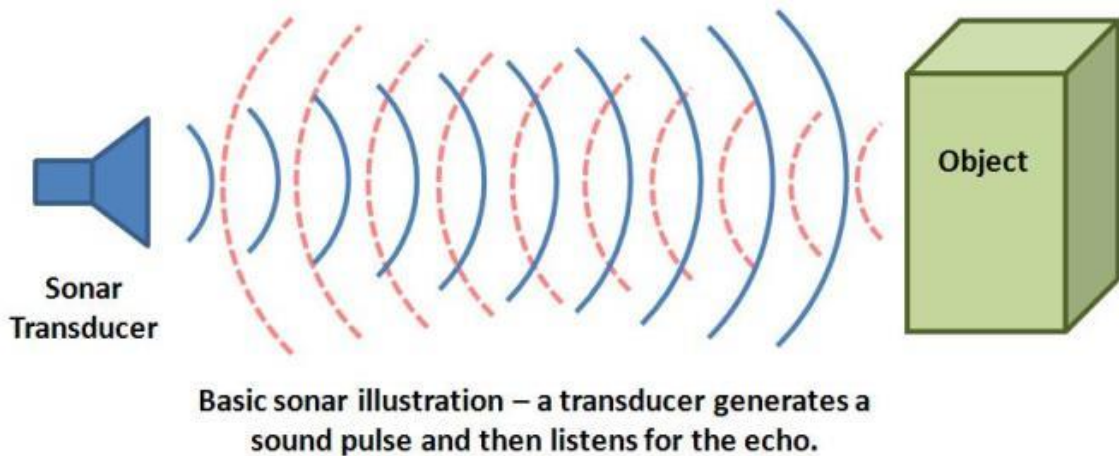 Object
Sonar
Transducer
Basic sonar illustration – a transducer generates a
sound pulse and then listens for the echo.